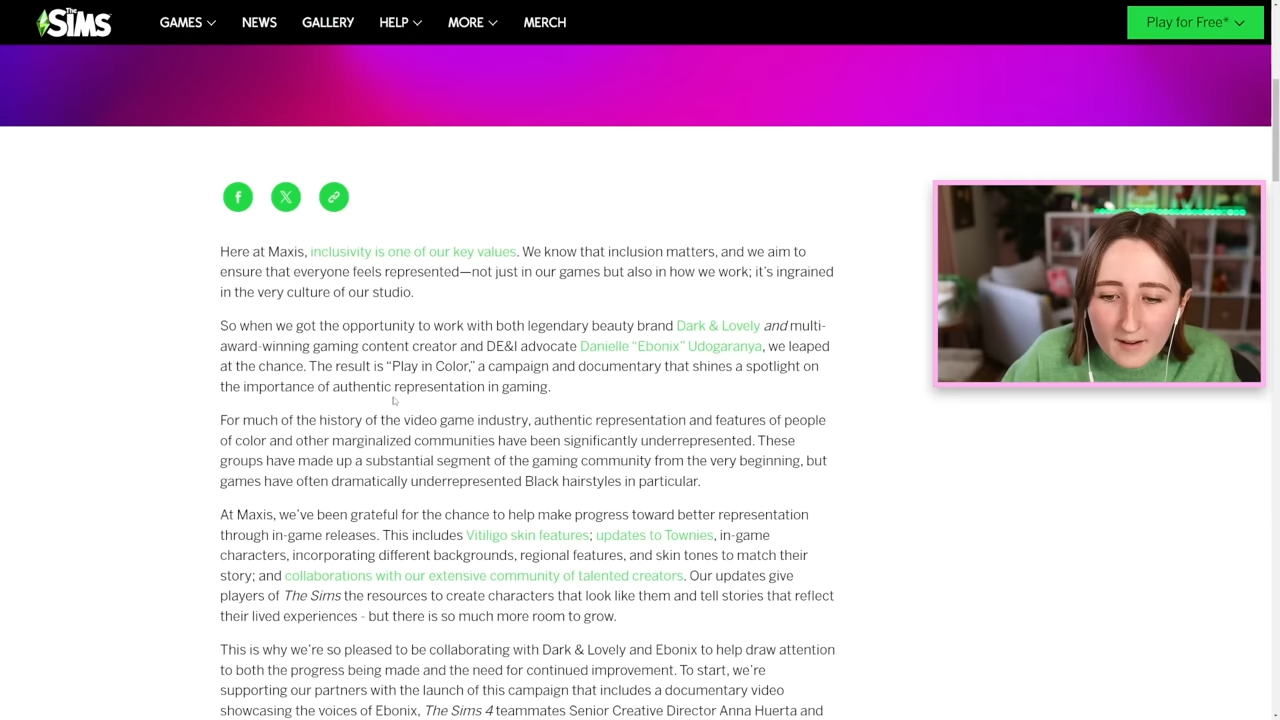 The
SIMS
GAMES
NEWS
GALLERY
HELP
MORE
MERCH
Play for Free*
Here at Maxis, inclusivity is one of our key values. We know that inclusion matters, and we aim to
ensure that everyone feels represented—not just in our games but also in how we work; it's ingrained
in the very culture of our studio.
So when we got the opportunity to work with both legendary beauty brand Dark & Lovely and multi-
award-winning gaming content creator and DE&I advocate Danielle “Ebonix” Udogaranya, we leaped
at the chance. The result is “Play in Color,” a campaign and documentary that shines a spotlight on
the importance of authentic representation in gaming.
For much of the history of the video game industry, authentic representation and features of people
of color and other marginalized communities have been significantly underrepresented. These
groups have made up a substantial segment of the gaming community from the very beginning, but
games have often dramatically underrepresented Black hairstyles in particular.
At Maxis, we've been grateful for the chance to help make progress toward better representation
through in-game releases. This includes Vitiligo skin features; updates to Townies, in-game
characters, incorporating different backgrounds, regional features, and skin tones to match their
story; and collaborations with our extensive community of talented creators. Our updates give
players of The Sims the resources to create characters that look like them and tell stories that reflect
their lived experiences - but there is so much more room to grow.
This is why we're so pleased to be collaborating with Dark & Lovely and Ebonix to help draw attention
to both the progress being made and the need for continued improvement. To start, we're
supporting our partners with the launch of this campaign that includes a documentary video
showcasing the voices of Ebonix, The Sims 4 teammates Senior Creative Director Anna Huerta and